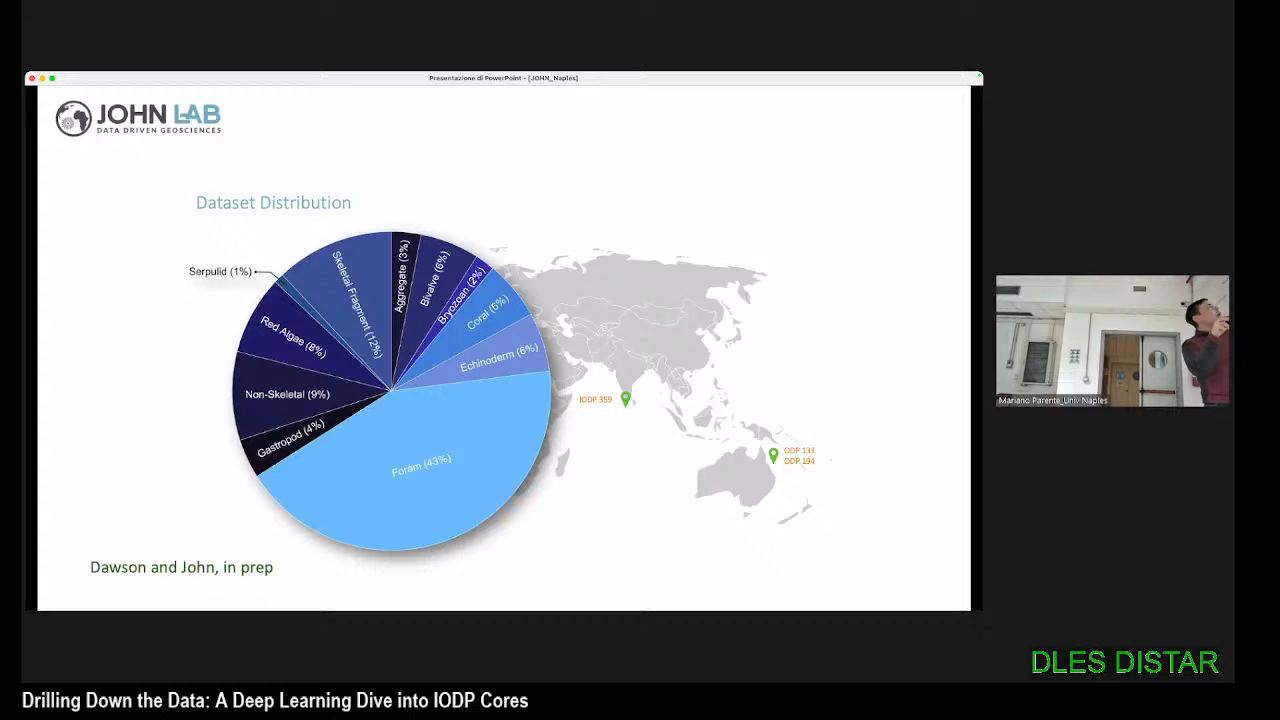 Presentazione di PowerPoint - [JOHN_Naples]
JOHN LAB
DATA DRIVEN GEOSCIENCES
Dataset Distribution
Serpulid (1%)
Skeletal Fragment (12%)
Aggregate (3%)
Bivalve (6%)
Bryozoan (2%)
Coral (6%)
Echinoderm (6%)
Red Algae (8%)
Non-Skeletal (9%)
Gastropod (4%)
Foram (43%)
IODP 359
ODP 133
ODP 194
Mariano Parente_Univ Naples
Dawson and John, in prep
DLES DISTAR
Drilling Down the Data: A Deep Learning Dive into IODP Cores